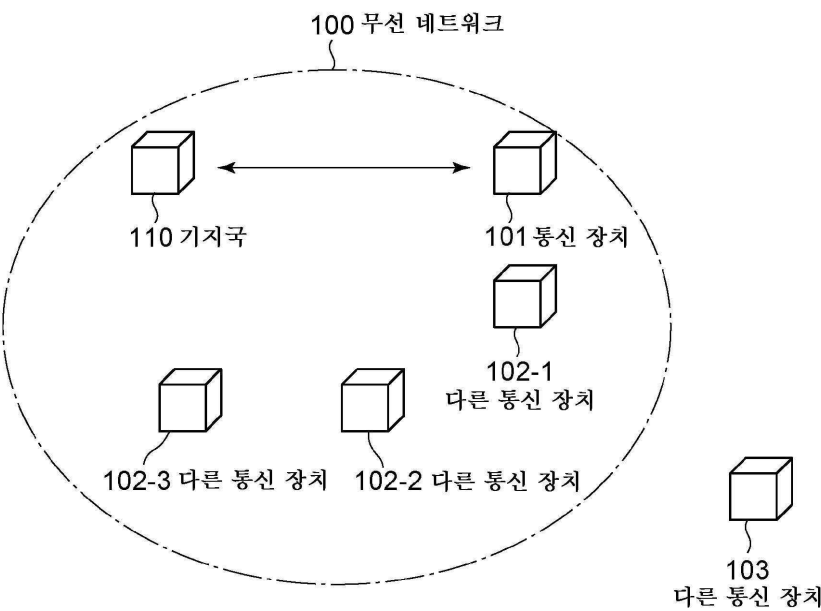 100 무선 네트워크
110 기지국
101 통신 장치
102-1
다른 통신 장치
102-3 다른 통신 장치
102-2 다른 통신 장치
103
다른 통신 장치